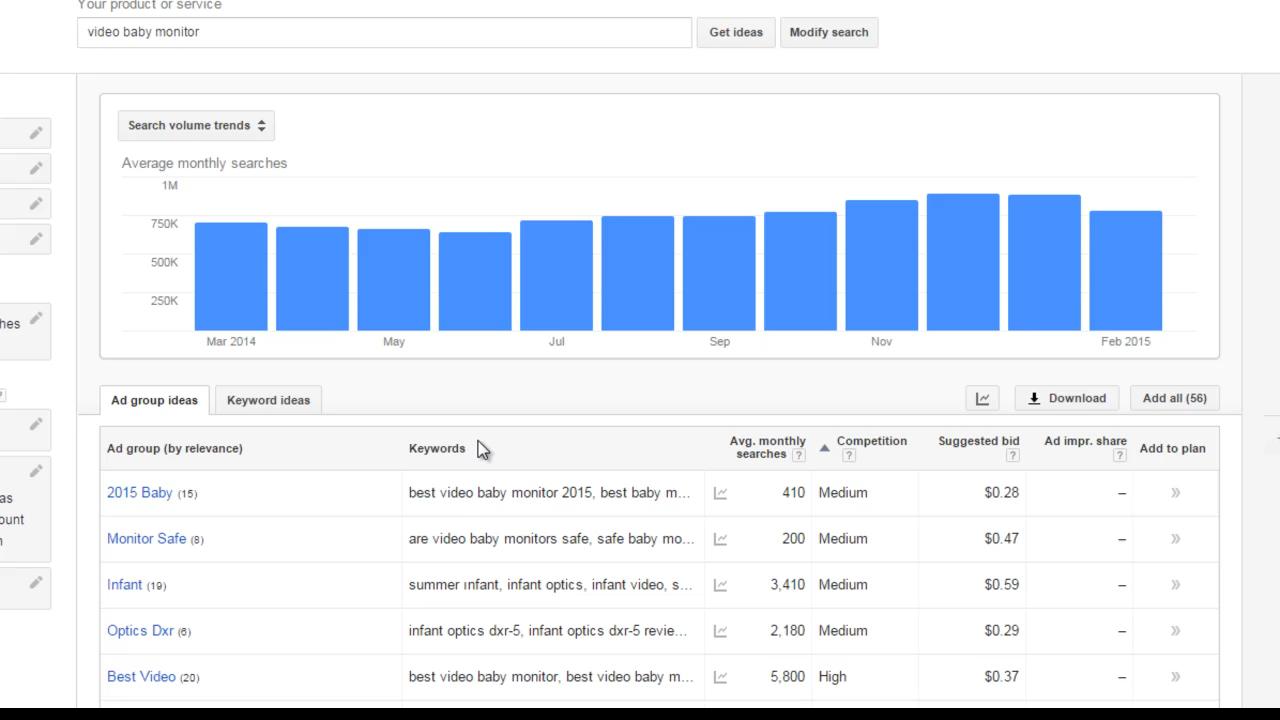 Your product or service
video baby monitor
Get ideas
Modify search
Search volume trends
Average monthly searches
1M
750K
500K
250K
Mar 2014 May Jul Sep Nov Feb 2015
hes
?
as
ount
n
Ad group ideas
Keyword ideas
Download
Add all (56)
Ad group (by relevance) Keywords Avg. monthly searches ? Competition ? Suggested bid ? Ad impr. share ? Add to plan
2015 Baby (15) best video baby monitor 2015, best baby m... 410 Medium $0.28 – »
Monitor Safe (8) are video baby monitors safe, safe baby mo... 200 Medium $0.47 – »
Infant (19) summer infant, infant optics, infant video, s... 3,410 Medium $0.59 – »
Optics Dxr (6) infant optics dxr-5, infant optics dxr-5 revie... 2,180 Medium $0.29 – »
Best Video (20) best video baby monitor, best video baby m... 5,800 High $0.37 – »